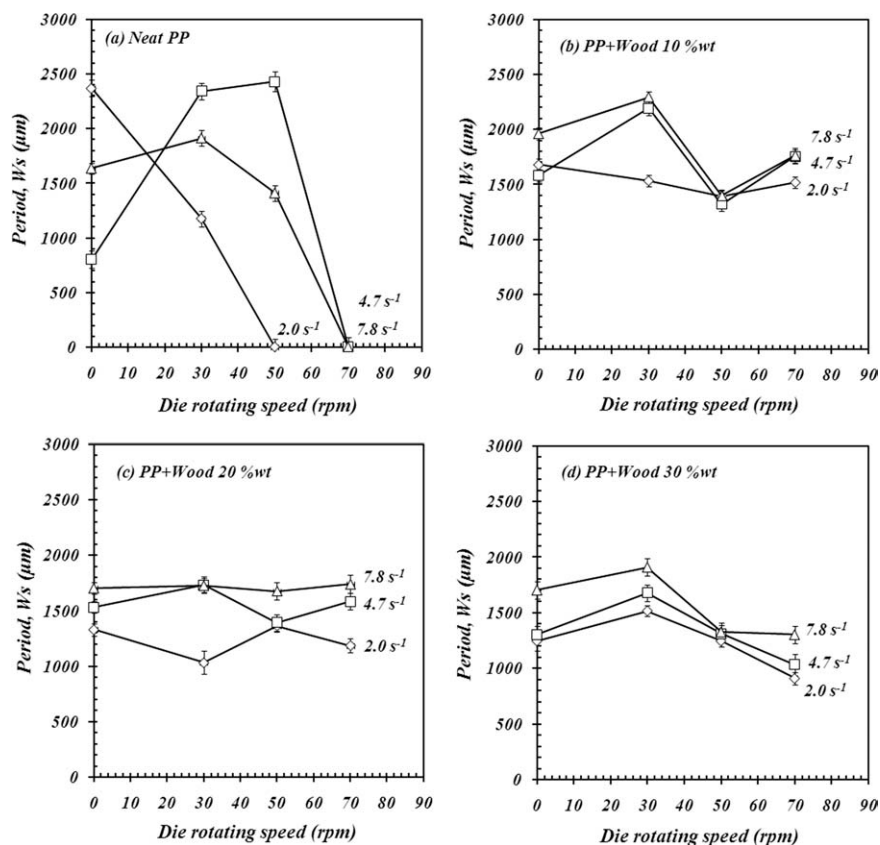 3000
(a) Neat PP
2500
2000
1500
1000
500
0
Period, Ws (μm)
4.7 s-1
2.0 s-1
7.8 s-1
0 10 20 30 40 50 60 70 80 90
Die rotating speed (rpm)
3000
(b) PP+Wood 10 %wt
2500
2000
1500
1000
500
0
Period, Ws (μm)
7.8 s-1
4.7 s-1
2.0 s-1
0 10 20 30 40 50 60 70 80 90
Die rotating speed (rpm)
3000
(c) PP+Wood 20 %wt
2500
2000
1500
1000
500
0
Period, Ws (μm)
7.8 s-1
4.7 s-1
2.0 s-1
0 10 20 30 40 50 60 70 80 90
Die rotating speed (rpm)
3000
(d) PP+Wood 30 %wt
2500
2000
1500
1000
500
0
Period, Ws (μm)
7.8 s-1
4.7 s-1
2.0 s-1
0 10 20 30 40 50 60 70 80 90
Die rotating speed (rpm)